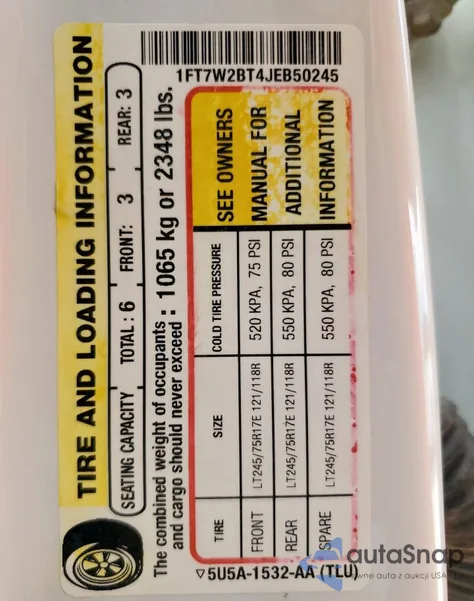 TIRE AND LOADING INFORMATION
SEATING CAPACITY TOTAL : 6 FRONT: 3 REAR: 3
The combined weight of occupants
and cargo should never exceed : 1065 kg or 2348 lbs.
TIRE SIZE COLD TIRE PRESSURE
FRONT LT245/75R17E 121/118R 520 KPA, 75 PSI
REAR LT245/75R17E 121/118R 550 KPA, 80 PSI
SPARE LT245/75R17E 121/118R 550 KPA, 80 PSI
SEE OWNERS
MANUAL FOR
ADDITIONAL
INFORMATION
▽5U5A-1532-AA (TLU)
1FT7W2BT4JEB50245
autaSnap